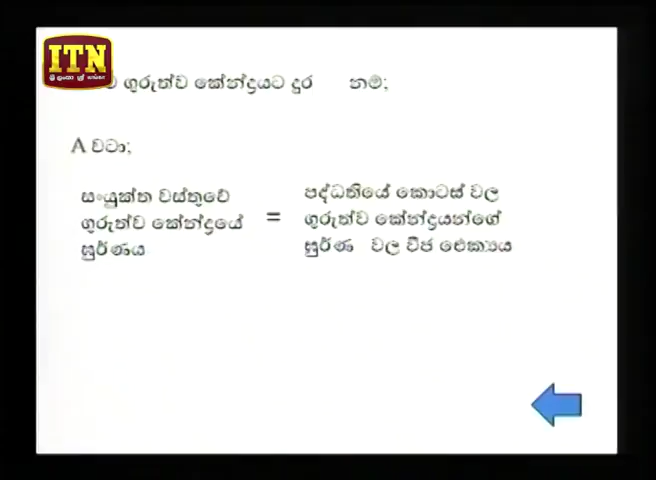 ITN
ගුරුත්ව කේන්ද්‍රයට දුර නම්;
A වටා;
සංයුක්ත වස්තුවේ
ගුරුත්ව කේන්ද්‍රයේ
ඝූර්ණය
=
පද්ධතියේ කොටස් වල
ගුරුත්ව කේන්ද්‍රයන්ගේ
ඝූර්ණ වල වීජ ඓක්‍යය